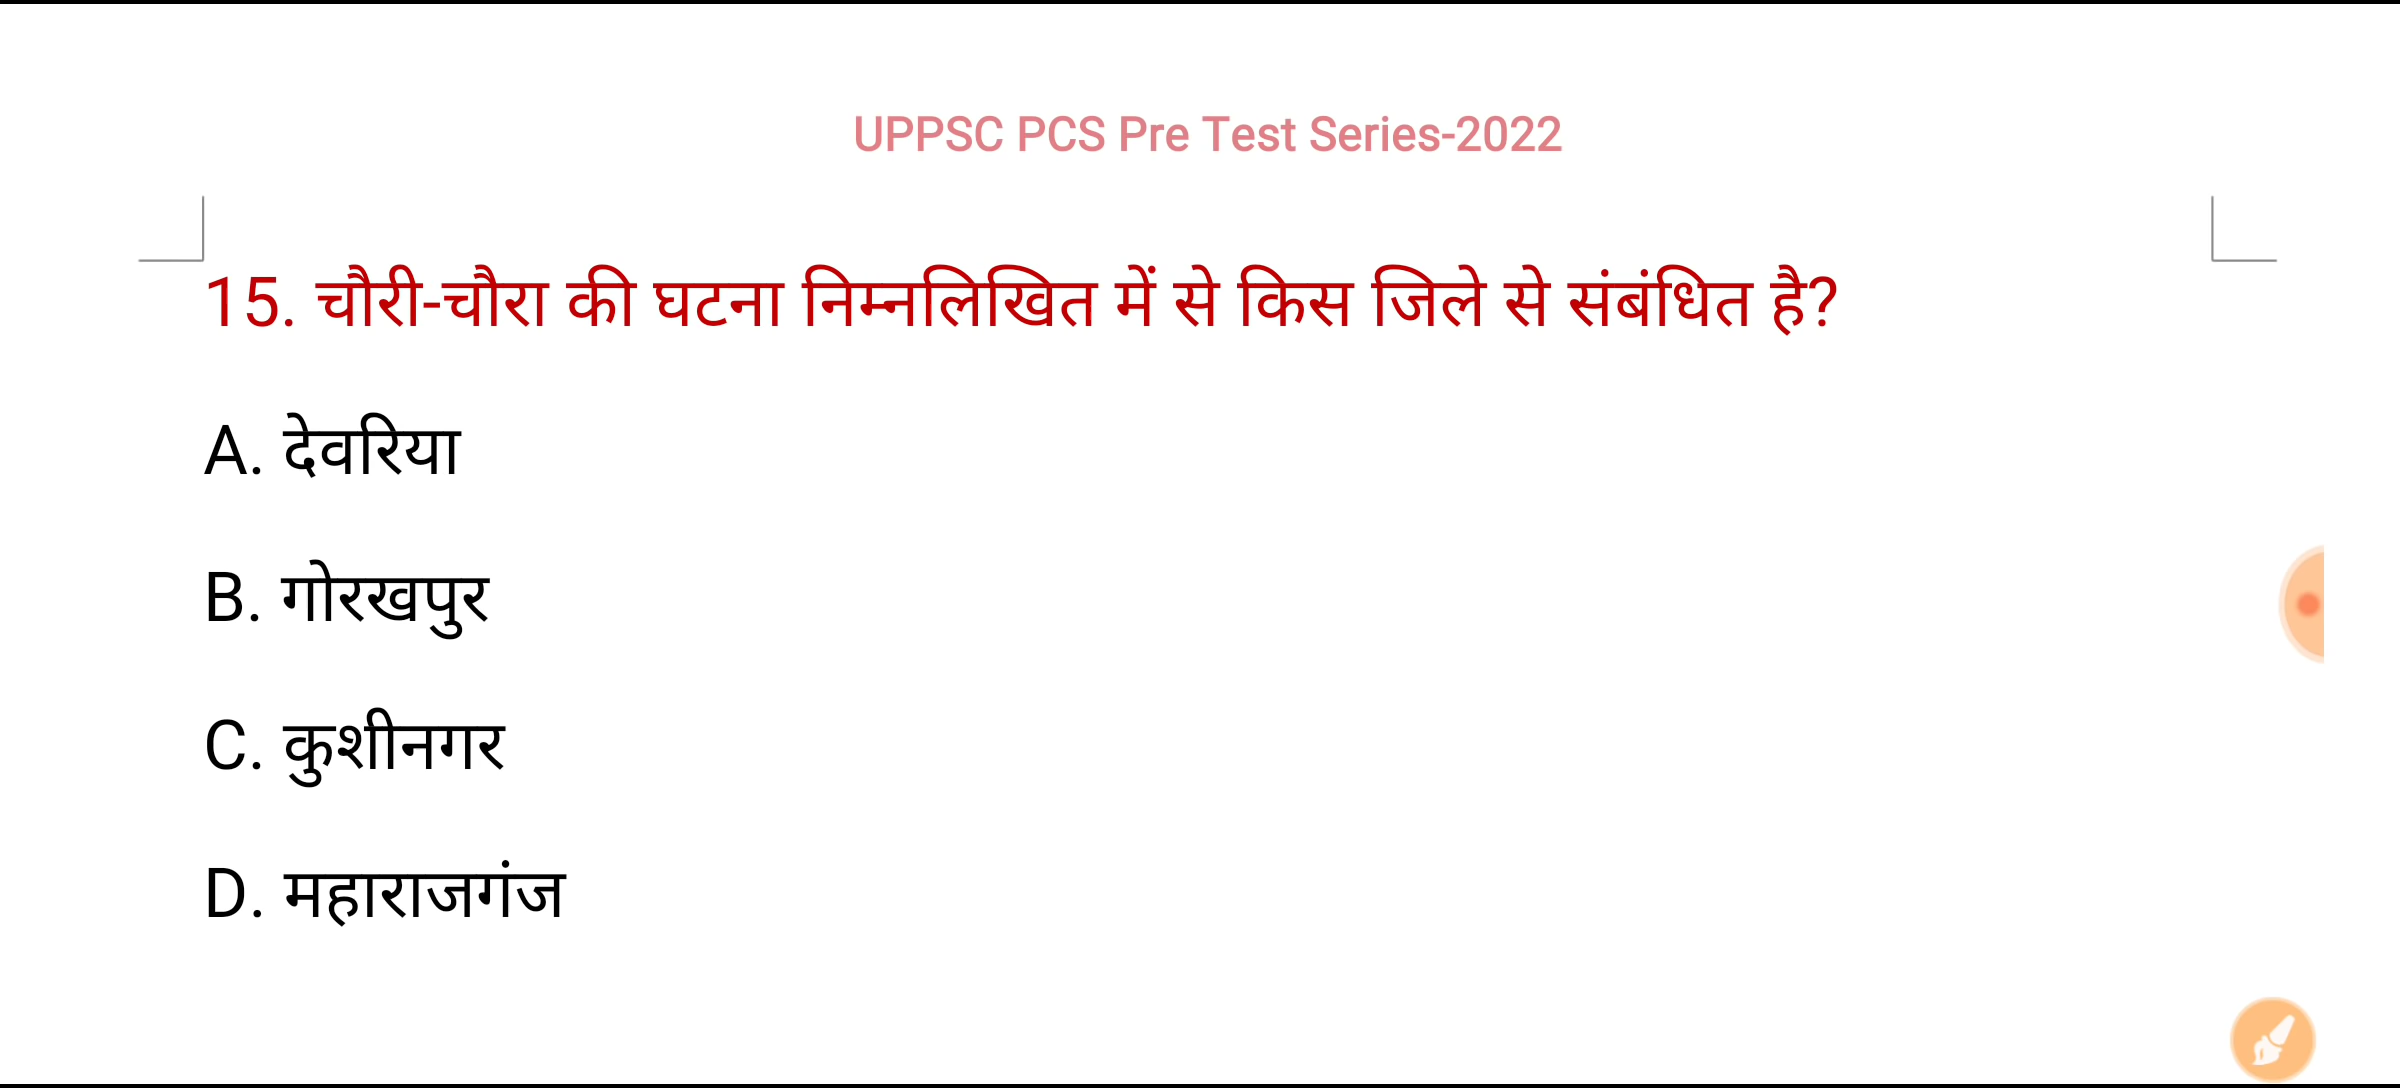 UPPSC PCS Pre Test Series-2022
15. चौरी-चौरा की घटना निम्नलिखित में से किस जिले से संबंधित है?
A. देवरिया
B. गोरखपुर
C. कुशीनगर
D. महाराजगंज